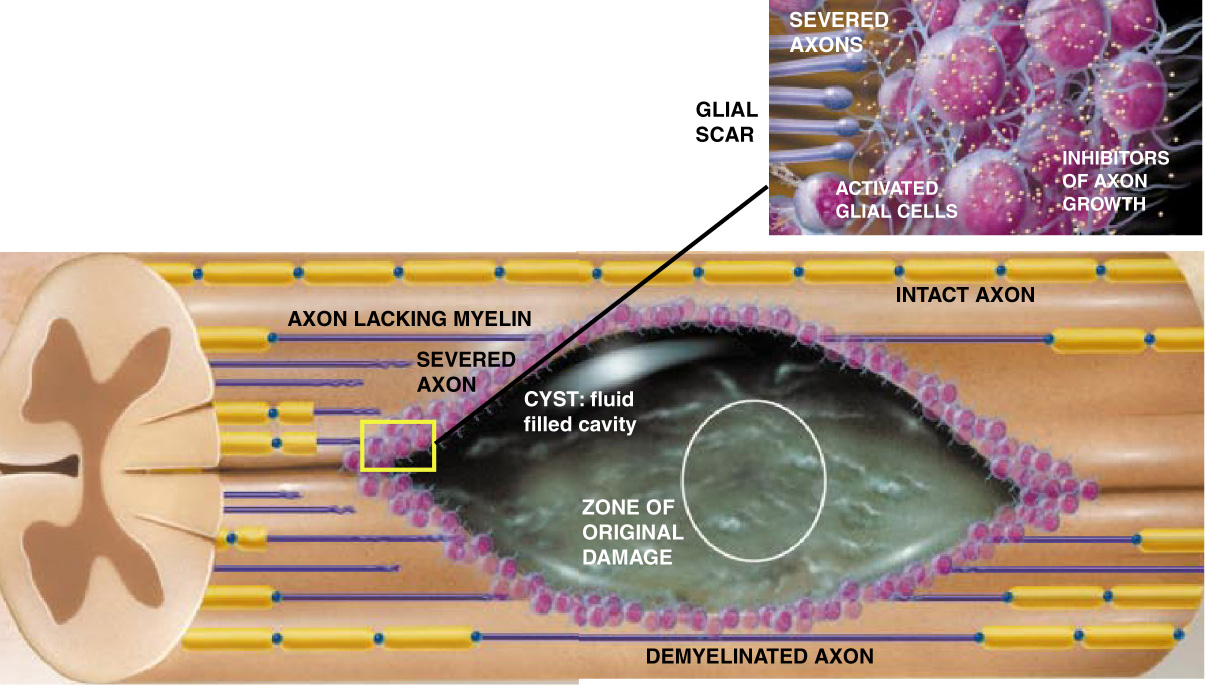 SEVERED
AXONS
GLIAL
SCAR
INHIBITORS
OF AXON
GROWTH
ACTIVATED
GLIAL CELLS
INTACT AXON
AXON LACKING MYELIN
SEVERED
AXON
CYST: fluid
filled cavity
ZONE OF
ORIGINAL
DAMAGE
DEMYELINATED AXON